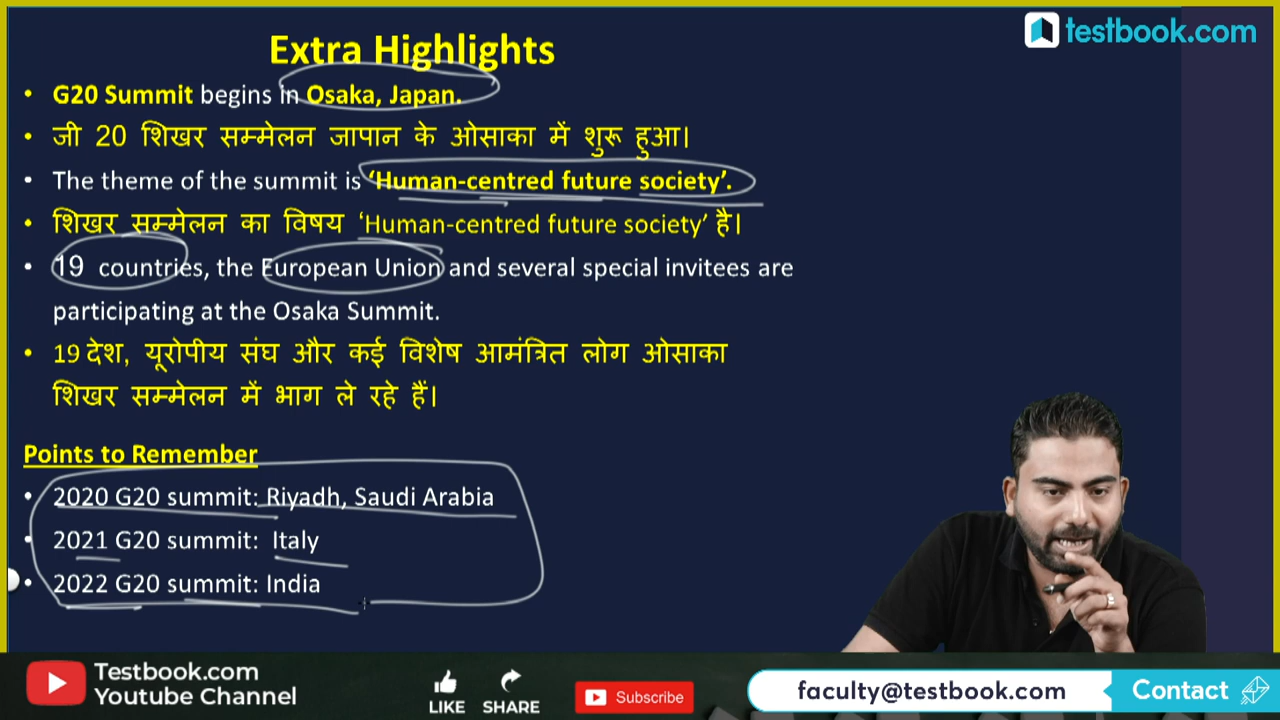 Extra Highlights
testbook.com
• G20 Summit begins in Osaka, Japan.
• जी 20 शिखर सम्मेलन जापान के ओसाका में शुरू हुआ।
• The theme of the summit is ‘Human-centred future society’.
• शिखर सम्मेलन का विषय ‘Human-centred future society’ है।
• 19 countries, the European Union and several special invitees are
participating at the Osaka Summit.
• 19 देश, यूरोपीय संघ और कई विशेष आमंत्रित लोग ओसाका
शिखर सम्मेलन में भाग ले रहे हैं।
Points to Remember
• 2020 G20 summit: Riyadh, Saudi Arabia
• 2021 G20 summit: Italy
• 2022 G20 summit: India
Testbook.com
Youtube Channel
LIKE
SHARE
Subscribe
faculty@testbook.com
Contact